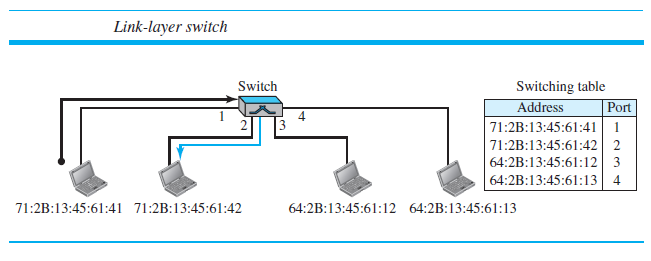 Link-layer switch
Switch
1
2
3
4
71:2B:13:45:61:41
71:2B:13:45:61:42
64:2B:13:45:61:12
64:2B:13:45:61:13
Switching table
Address Port
71:2B:13:45:61:41 1
71:2B:13:45:61:42 2
64:2B:13:45:61:12 3
64:2B:13:45:61:13 4